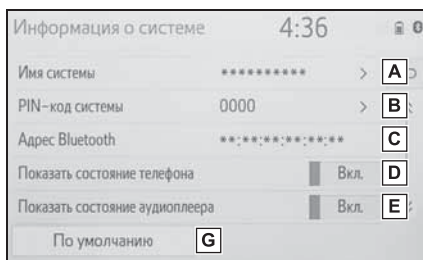 Информация о системе 4:36
Имя системы ********** > A
PIN-код системы 0000 > B
Адрес Bluetooth **:**:**:**:**:** C
Показать состояние телефона Вкл. D
Показать состояние аудиоплеера Вкл. E
По умолчанию G